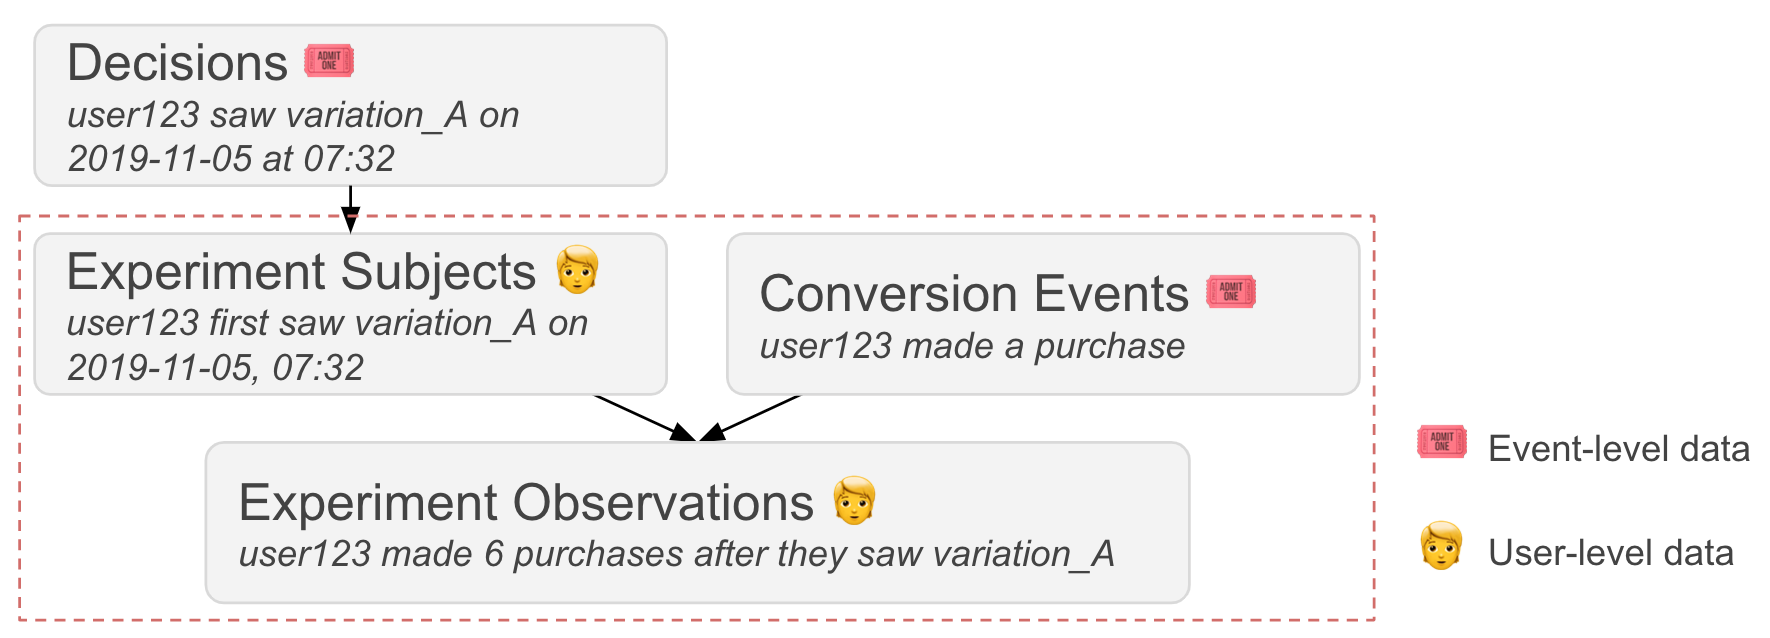 Decisions
ADMIT
ONE
user123 saw variation_A on
2019-11-05 at 07:32
Experiment Subjects
user123 first saw variation_A on
2019-11-05, 07:32
Conversion Events
ADMIT
ONE
user123 made a purchase
Experiment Observations
user123 made 6 purchases after they saw variation_A
ADMIT
ONE
Event-level data
User-level data